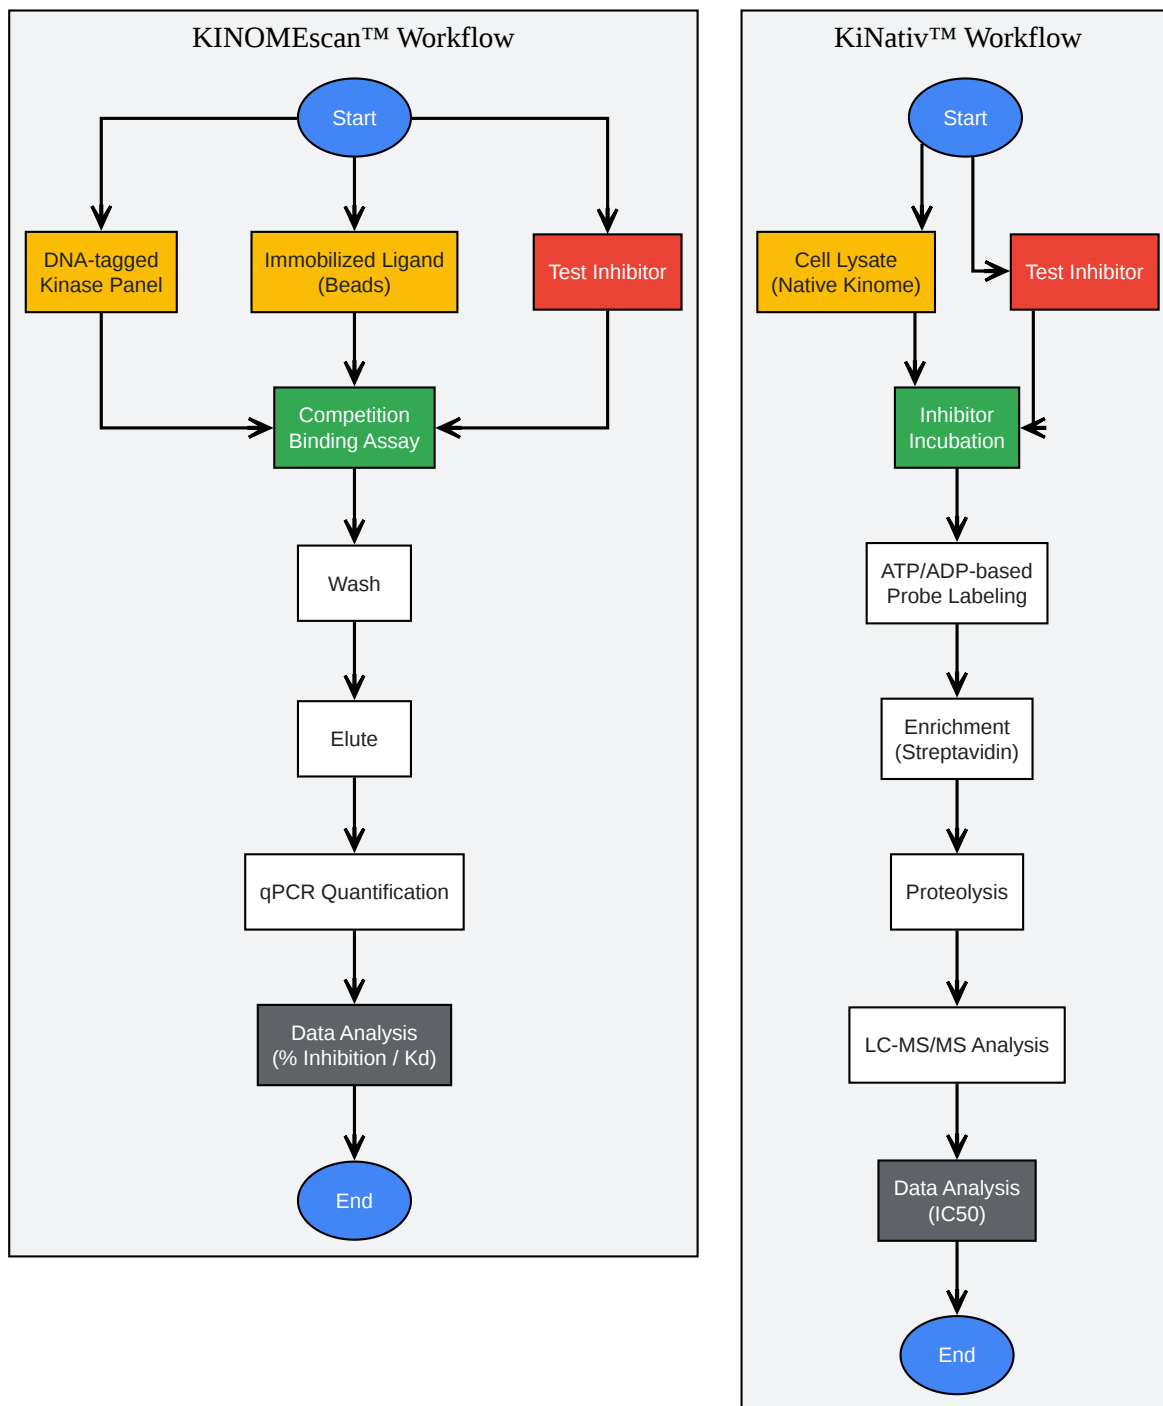 KINOMEscan™ Workflow
Start
DNA-tagged
Kinase Panel
Immobilized Ligand
(Beads)
Test Inhibitor
Competition
Binding Assay
Wash
Elute
qPCR Quantification
Data Analysis
(% Inhibition / Kd)
End
KiNativ™ Workflow
Start
Cell Lysate
(Native Kinome)
Test Inhibitor
Inhibitor
Incubation
ATP/ADP-based
Probe Labeling
Enrichment
(Streptavidin)
Proteolysis
LC-MS/MS Analysis
Data Analysis
(IC50)
End